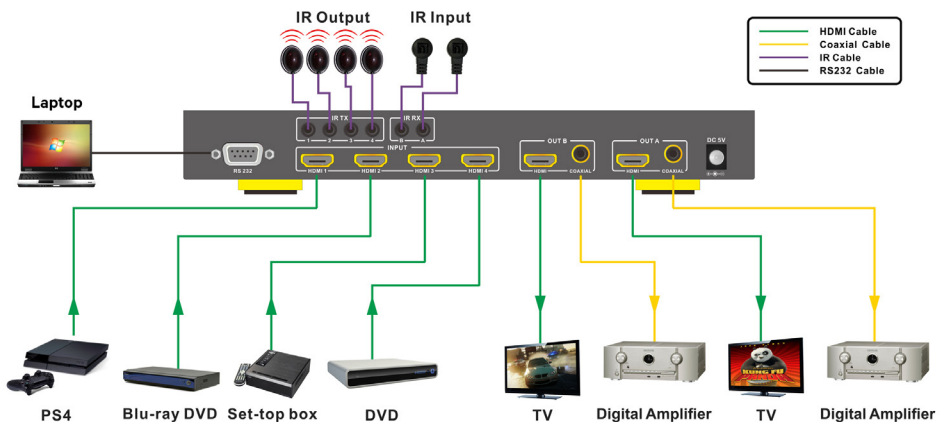 IR Output IR Input
HDMI Cable
Coaxial Cable
IR Cable
RS232 Cable
Laptop
IR TX IR RX
1 2 3 4 B A
INPUT OUT B OUT A DC 5V
RS 232 HDMI 1 HDMI 2 HDMI 3 HDMI 4 HDMI COAXIAL HDMI COAXIAL
KUNG FU
PS4 Blu-ray DVD Set-top box DVD TV Digital Amplifier TV Digital Amplifier